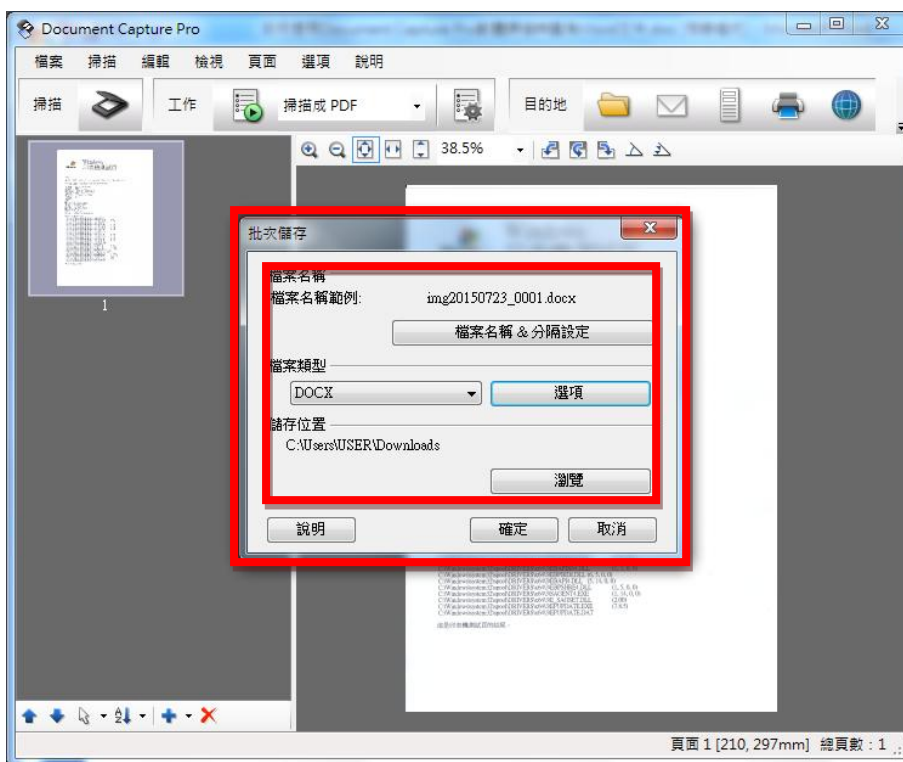 Document Capture Pro
檔案 掃描 編輯 檢視 頁面 選項 說明
掃描 工作 掃描成 PDF 目的地
38.5%
1
批次儲存
檔案名稱
檔案名稱範例: img20150723_0001.docx
檔案名稱 & 分隔設定
檔案類型
DOCX 選項
儲存位置
C:\Users\USER\Downloads
瀏覽
說明 確定 取消
頁面 1 [210, 297mm] 總頁數：1